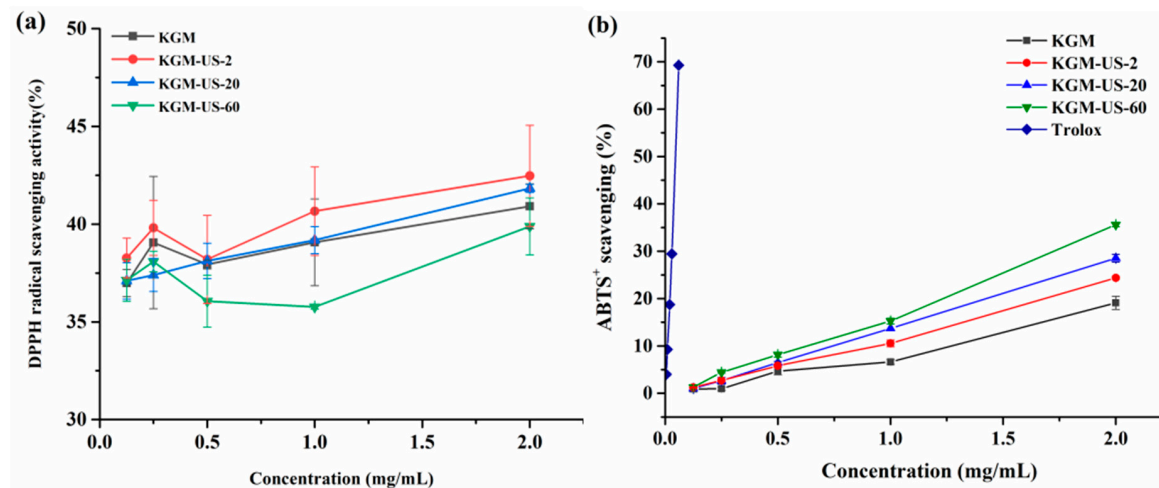 (a)
KGM
KGM-US-2
KGM-US-20
KGM-US-60
DPPH radical scavenging activity(%)
50
45
40
35
30
0.0 0.5 1.0 1.5 2.0
Concentration (mg/mL)
(b)
KGM
KGM-US-2
KGM-US-20
KGM-US-60
Trolox
ABTS+ scavenging (%)
70
60
50
40
30
20
10
0
0.0 0.5 1.0 1.5 2.0
Concentration (mg/mL)